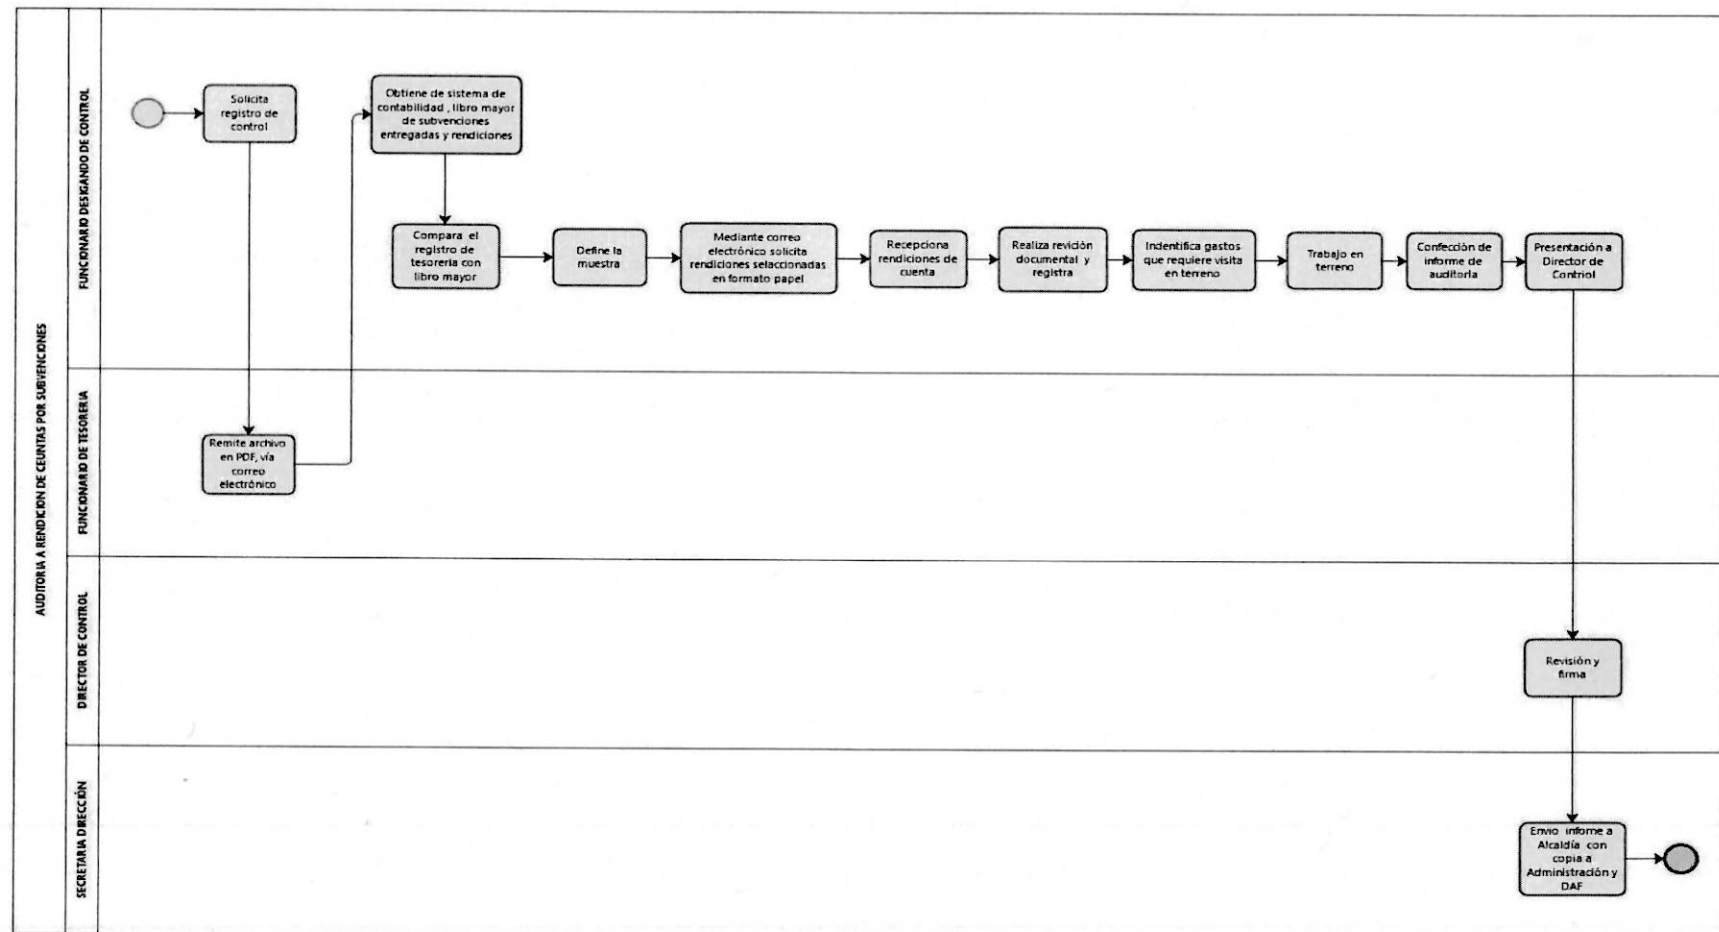 AUDITORIA A RENDICION DE CEUNTAS POR SUBVENCIONES
FUNCIONARIO DESIGANDO DE CONTROL
Solicita
registro de
control
Obtiene de sistema de
contabilidad , libro mayor
de subvenciones
entregadas y rendiciones
Compara el
registro de
tesoreria con
libro mayor
Define la
muestra
Mediante correo
electrónico solicita
rendiciones selaccionadas
en formato papel
Recepciona
rendiciones de
cuenta
Realiza revición
documental y
registra
Indentifica gastos
que requiere visita
en terreno
Trabajo en
terreno
Confección de
informe de
auditoría
Presentación a
Director de
Contriol
FUNCIONARIO DE TESORERIA
Remite archivo
en PDF, vía
correo
electrónico
DIRECTOR DE CONTROL
Revisión y
firma
SECRETARIA DIRECCIÓN
Envio infome a
Alcaldía con
copia a
Administración y
DAF